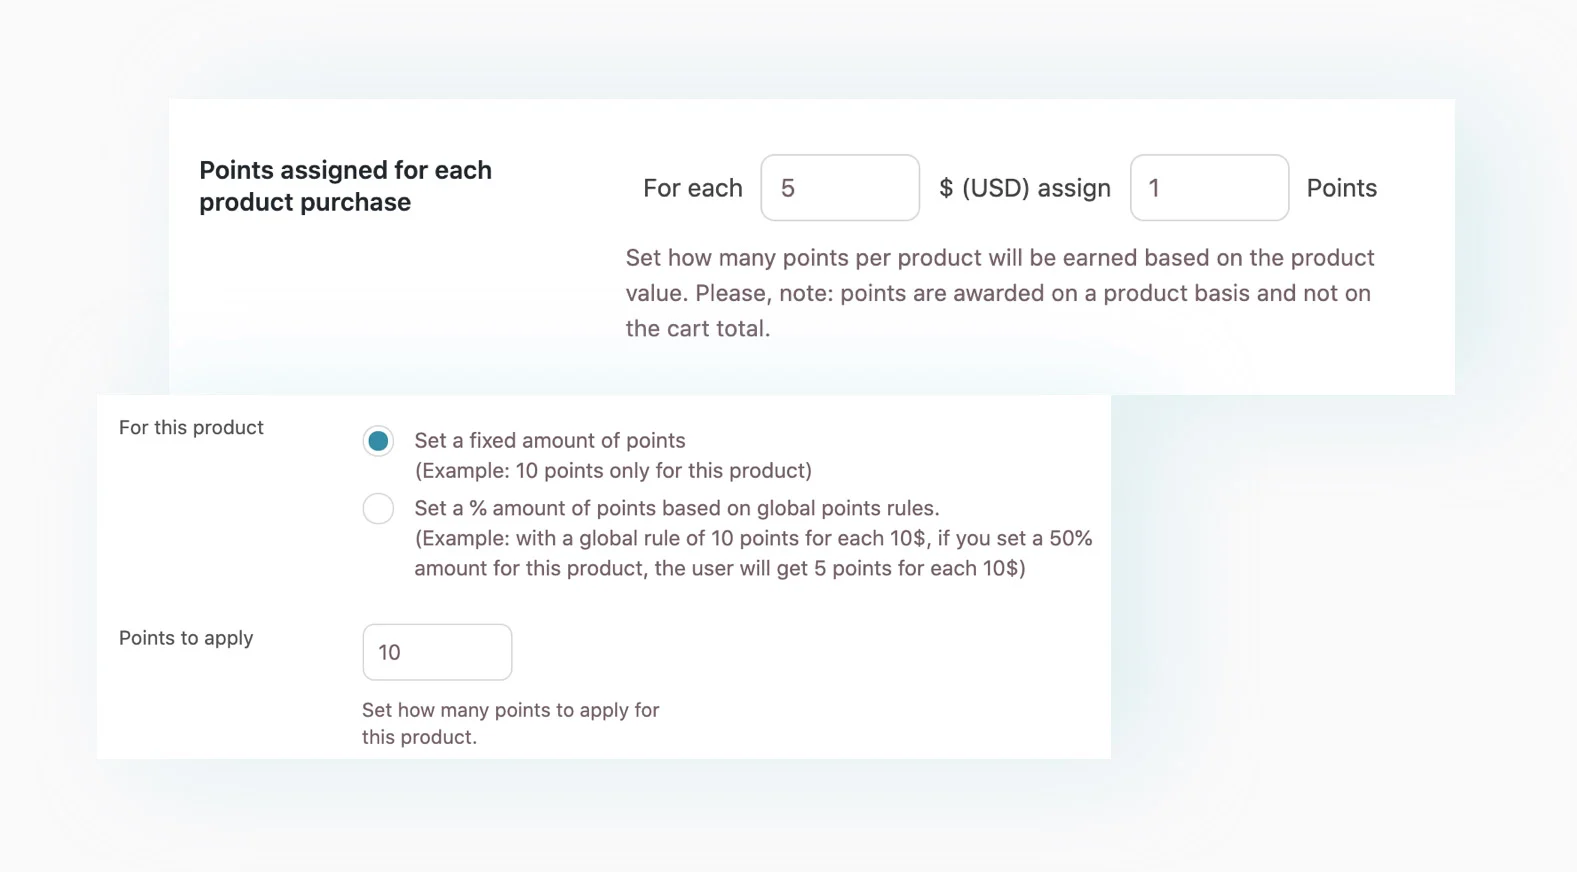 Points assigned for each
product purchase
For each 5 $ (USD) assign 1 Points
Set how many points per product will be earned based on the product
value. Please, note: points are awarded on a product basis and not on
the cart total.
For this product
Set a fixed amount of points
(Example: 10 points only for this product)
Set a % amount of points based on global points rules.
(Example: with a global rule of 10 points for each 10$, if you set a 50%
amount for this product, the user will get 5 points for each 10$)
Points to apply
10
Set how many points to apply for
this product.